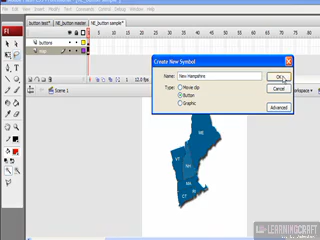 button test*
NE_button master
NE_button sample*
buttons
map
Scene 1
Create New Symbol
Name: New Hampshire
OK
Type:
Movie clip
Button
Graphic
Cancel
Advanced
ME
VT
NH
MA
CT
RI
LEARNINGCRAFT